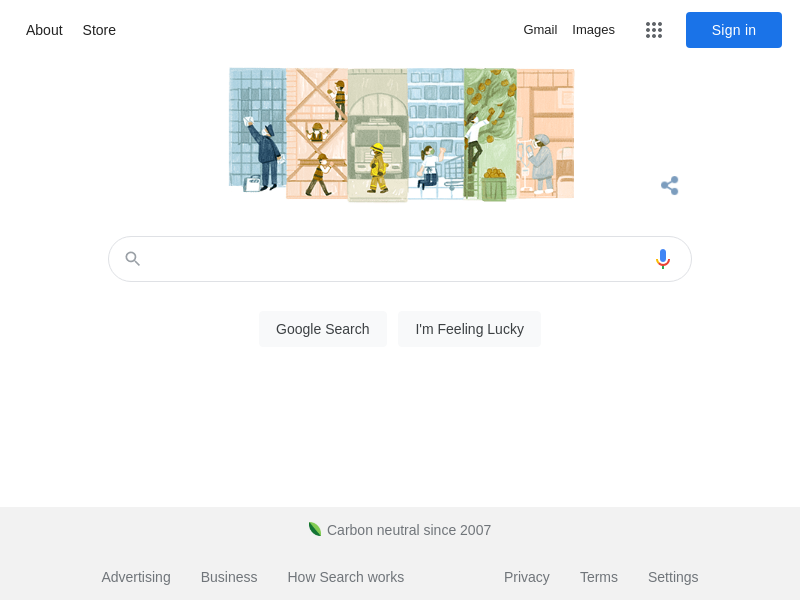 About Store Gmail Images Sign in
Google Search I'm Feeling Lucky
Carbon neutral since 2007
Advertising Business How Search works Privacy Terms Settings